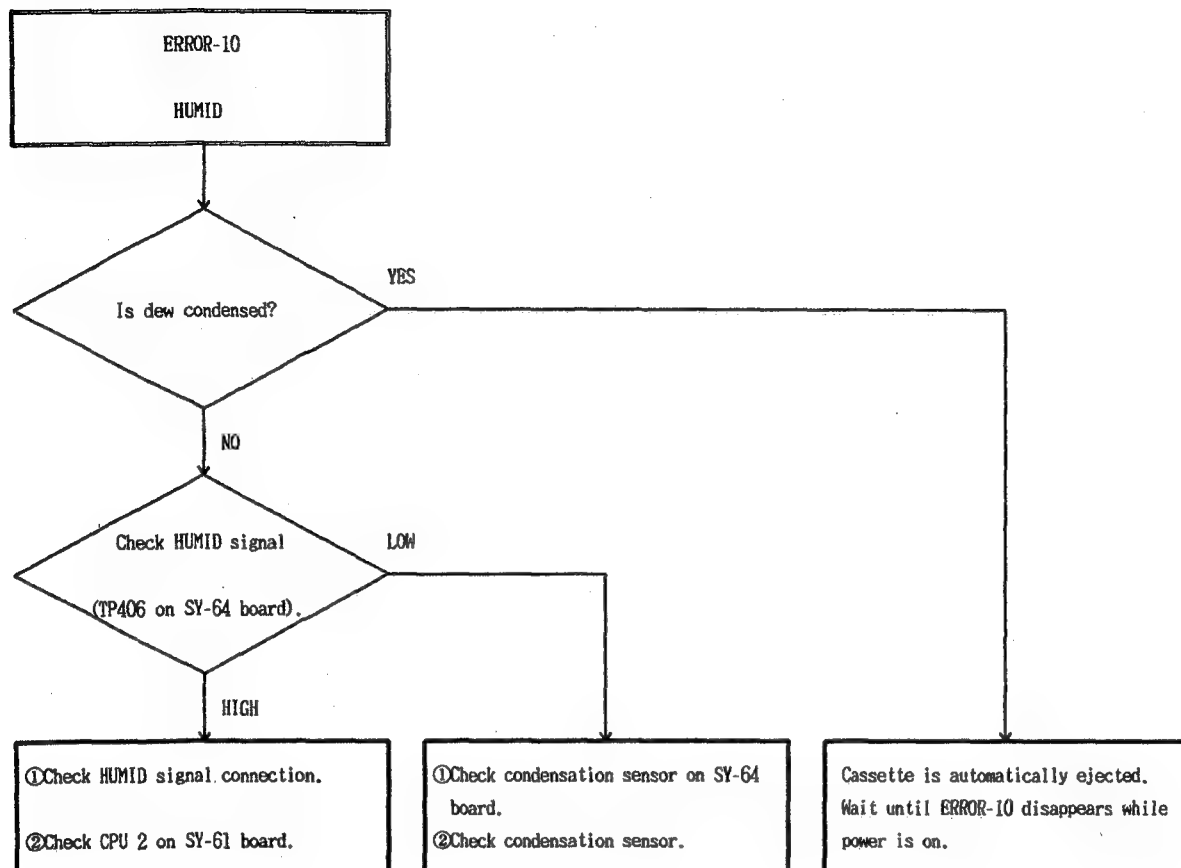 ERROR-10
HUMID
Is dew condensed?
YES
NO
Check HUMID signal
(TP406 on SY-64 board).
LOW
HIGH
①Check HUMID signal connection.
②Check CPU 2 on SY-61 board.
①Check condensation sensor on SY-64
board.
②Check condensation sensor.
Cassette is automatically ejected.
Wait until ERROR-10 disappears while
power is on.